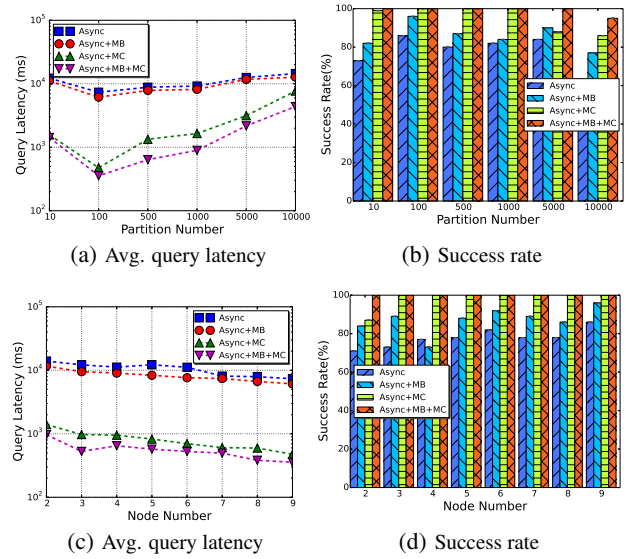 10^5
10^4
10^3
10^2
Query Latency (ms)
Async
Async+MB
Async+MC
Async+MB+MC
10 100 500 1000 5000 10000
Partition Number
(a) Avg. query latency
100
80
60
40
20
0
Success Rate(%)
Async
Async+MB
Async+MC
Async+MB+MC
10 100 500 1000 5000 10000
Partition Number
(b) Success rate
10^5
10^4
10^3
10^2
Query Latency (ms)
Async
Async+MB
Async+MC
Async+MB+MC
2 3 4 5 6 7 8 9
Node Number
(c) Avg. query latency
100
80
60
40
20
0
Success Rate(%)
Async
Async+MB
Async+MC
Async+MB+MC
2 3 4 5 6 7 8 9
Node Number
(d) Success rate